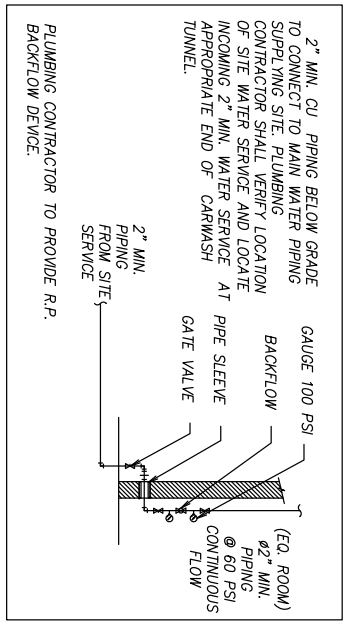 2" MIN. CU PIPING BELOW GRADE
TO CONNECT TO MAIN WATER PIPING
SUPPLYING SITE. PLUMBING
CONTRACTOR SHALL VERIFY LOCATION
OF SITE WATER SERVICE AND LOCATE
INCOMING 2" MIN. WATER SERVICE AT
APPROPRIATE END OF CARWASH
TUNNEL.
GAUGE 100 PSI
BACKFLOW
PIPE SLEEVE
GATE VALVE
(EQ. ROOM)
Ø2" MIN.
PIPING
@ 60 PSI
CONTINUOUS
FLOW
2" MIN.
PIPING
FROM SITE
SERVICE
PLUMBING CONTRACTOR TO PROVIDE R.P.
BACKFLOW DEVICE.